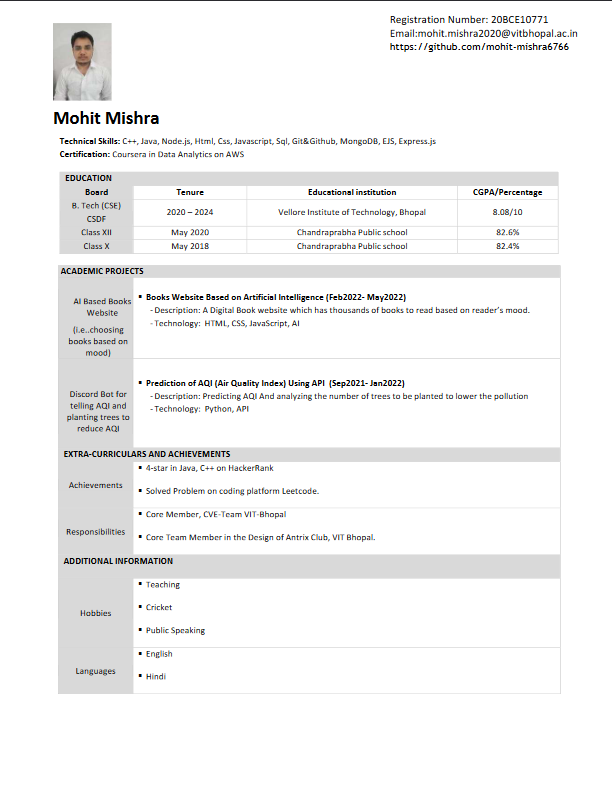 Registration Number: 20BCE10771
Email:mohit.mishra2020@vitbhopal.ac.in
https://github.com/mohit-mishra6766
Mohit Mishra
Technical Skills: C++, Java, Node.js, Html, Css, Javascript, Sql, Git&Github, MongoDB, EJS, Express.js
Certification: Coursera in Data Analytics on AWS
EDUCATION
Board Tenure Educational institution CGPA/Percentage
B. Tech (CSE)
CSDF
2020 – 2024 Vellore Institute of Technology, Bhopal 8.08/10
Class XII May 2020 Chandraprabha Public school 82.6%
Class X May 2018 Chandraprabha Public school 82.4%
ACADEMIC PROJECTS
AI Based Books
Website
(i.e..choosing
books based on
mood)
▪ Books Website Based on Artificial Intelligence (Feb2022- May2022)
- Description: A Digital Book website which has thousands of books to read based on reader's mood.
- Technology: HTML, CSS, JavaScript, AI
Discord Bot for
telling AQI and
planting trees to
reduce AQI
▪ Prediction of AQI (Air Quality Index) Using API (Sep2021- Jan2022)
- Description: Predicting AQI And analyzing the number of trees to be planted to lower the pollution
- Technology: Python, API
EXTRA-CURRICULARS AND ACHIEVEMENTS
Achievements
▪ 4-star in Java, C++ on HackerRank
▪ Solved Problem on coding platform Leetcode.
Responsibilities
▪ Core Member, CVE-Team VIT-Bhopal
▪ Core Team Member in the Design of Antrix Club, VIT Bhopal.
ADDITIONAL INFORMATION
Hobbies
▪ Teaching
▪ Cricket
▪ Public Speaking
Languages
▪ English
▪ Hindi